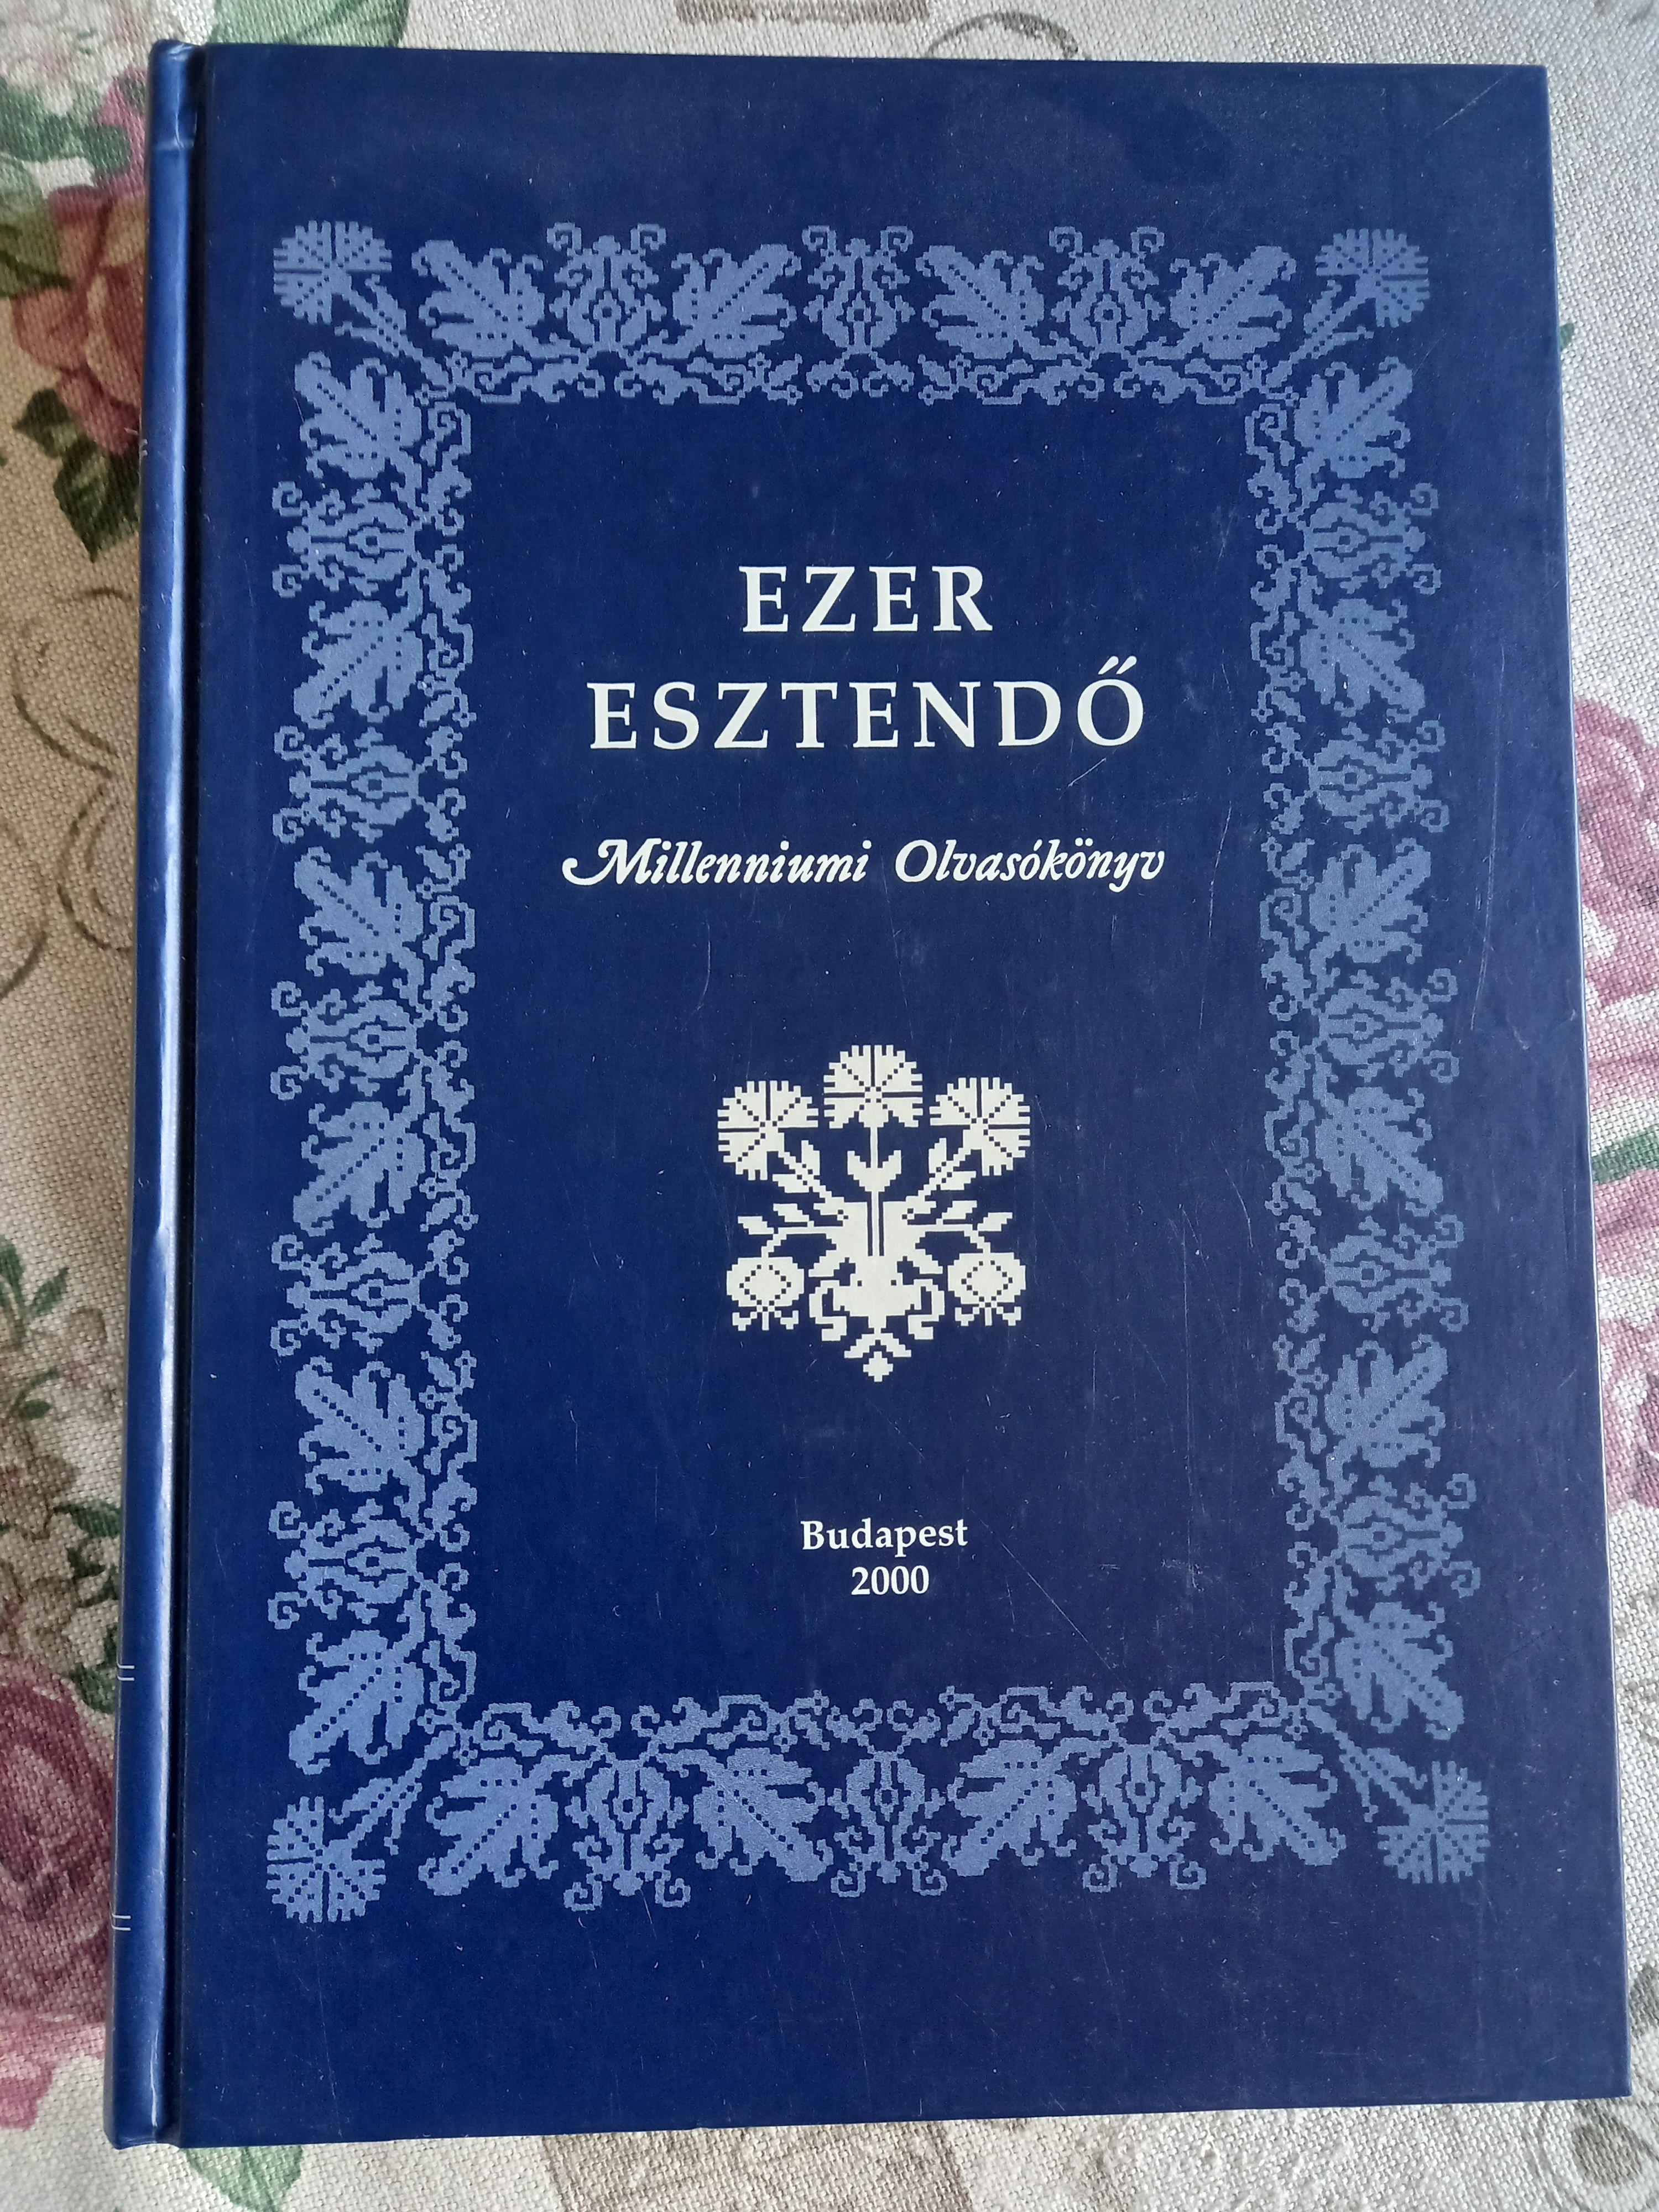 EZER
ESZTENDŐ
Millenniumi Olvasókönyv
Budapest
2000